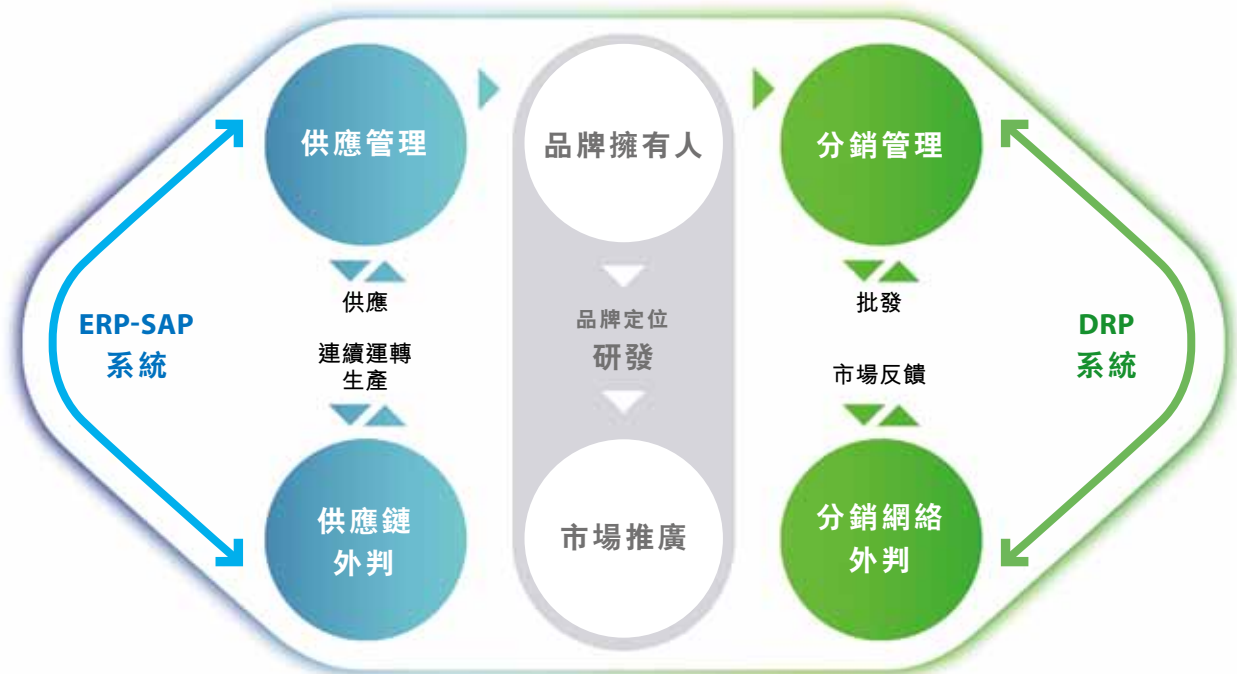 供應管理
品牌擁有人
分銷管理
供應
批發
品牌定位
研發
ERP-SAP
系統
DRP
系統
連續運轉
生產
市場反饋
供應鏈
外判
市場推廣
分銷網絡
外判